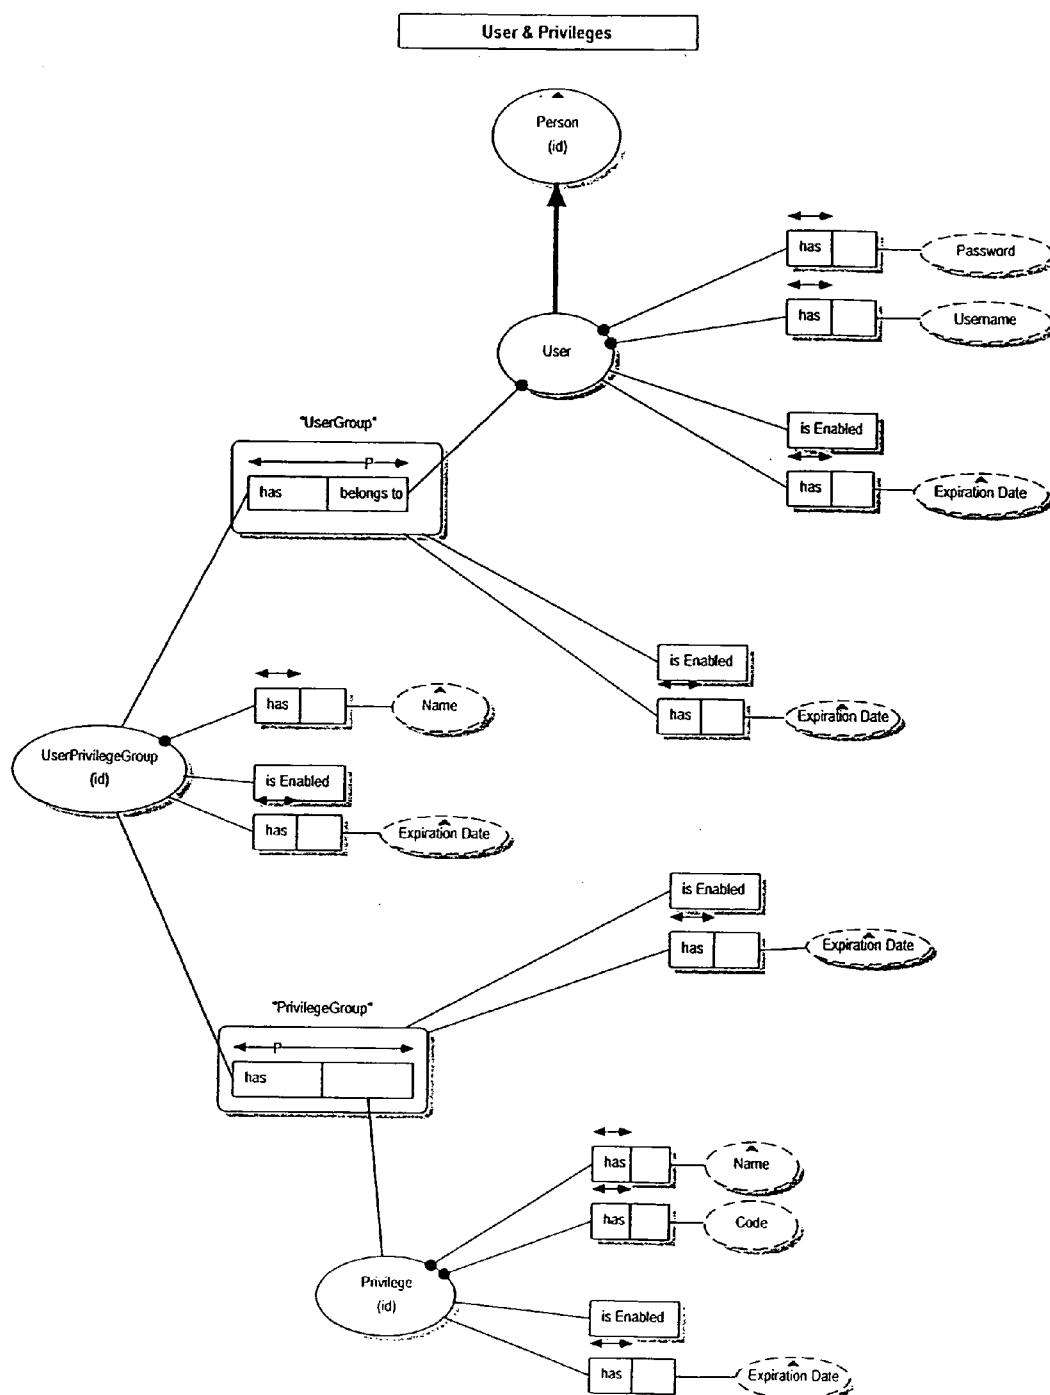 User & Privileges
Person
(id)
has
Password
has
Username
User
is Enabled
has
Expiration Date
"UserGroup"
P
has
belongs to
is Enabled
has
Expiration Date
has
Name
UserPrivilegeGroup
(id)
is Enabled
has
Expiration Date
is Enabled
has
Expiration Date
"PrivilegeGroup"
P
has
has
Name
has
Code
Privilege
(id)
is Enabled
has
Expiration Date